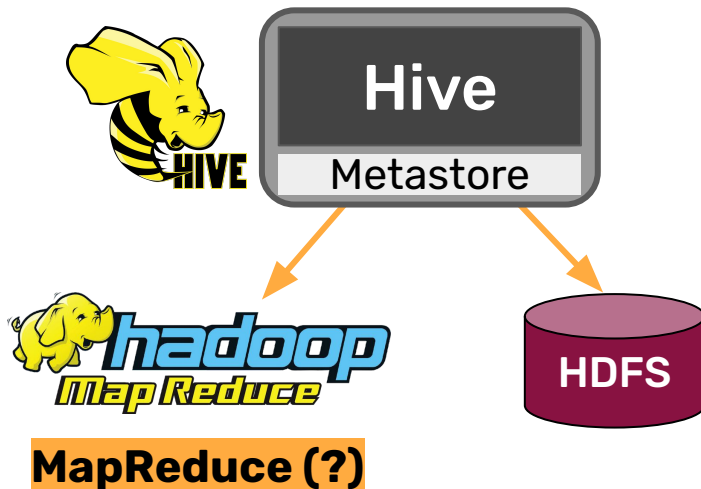 Hive
HIVE
Metastore
hadoop
Map Reduce
HDFS
MapReduce (?)